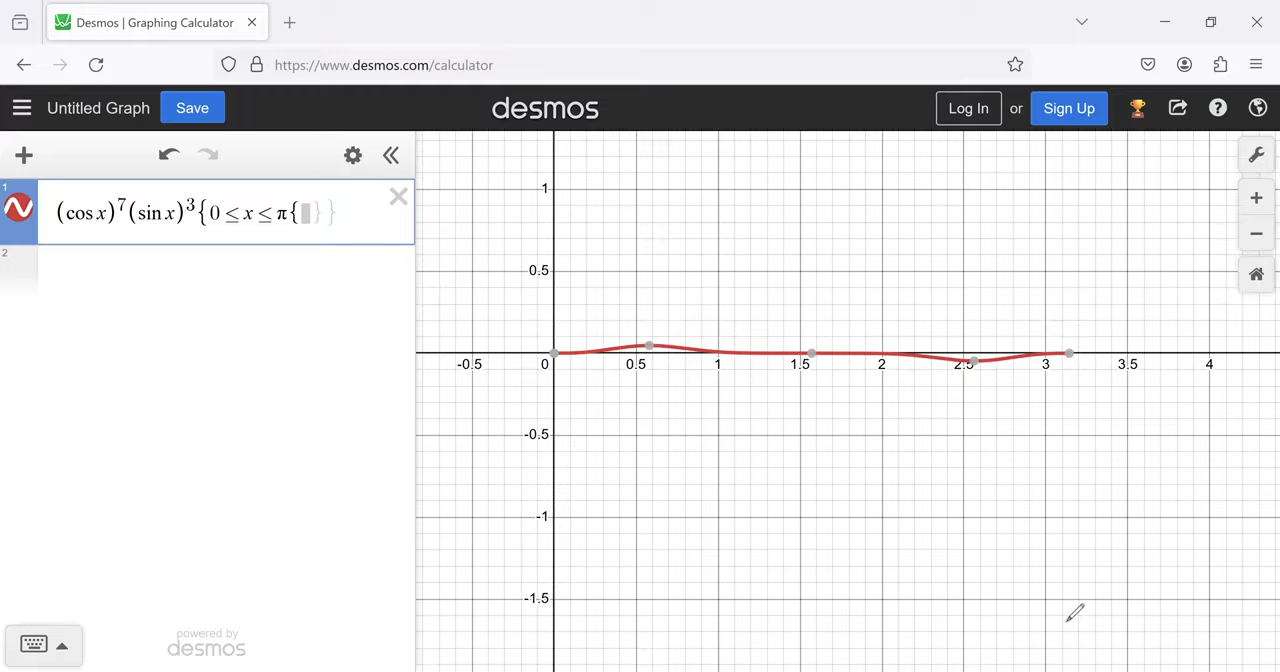 Desmos | Graphing Calculator
https://www.desmos.com/calculator
Untitled Graph Save desmos Log In or Sign Up
1 (cos x)⁷(sin x)³{0 ≤ x ≤ π{ } }
2
1
0.5
-0.5 0 0.5 1 1.5 2 2.5 3 3.5 4
-0.5
-1
-1.5
powered by
desmos